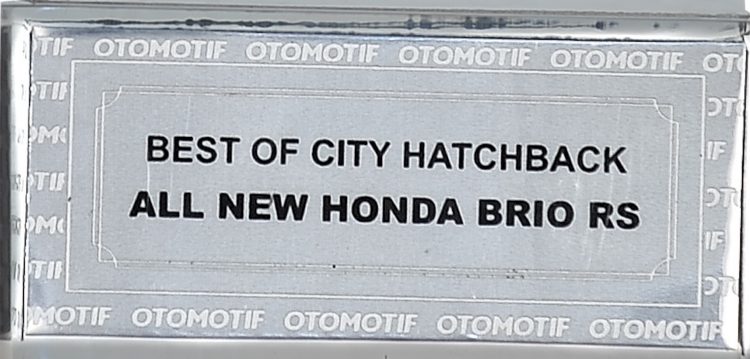 OTOMOTIF OTOMOTIF OTOMOTIF OTOMOTIF
BEST OF CITY HATCHBACK
ALL NEW HONDA BRIO RS
OTOMOTIF OTOMOTIF OTOMOTIF OTOMOTIF